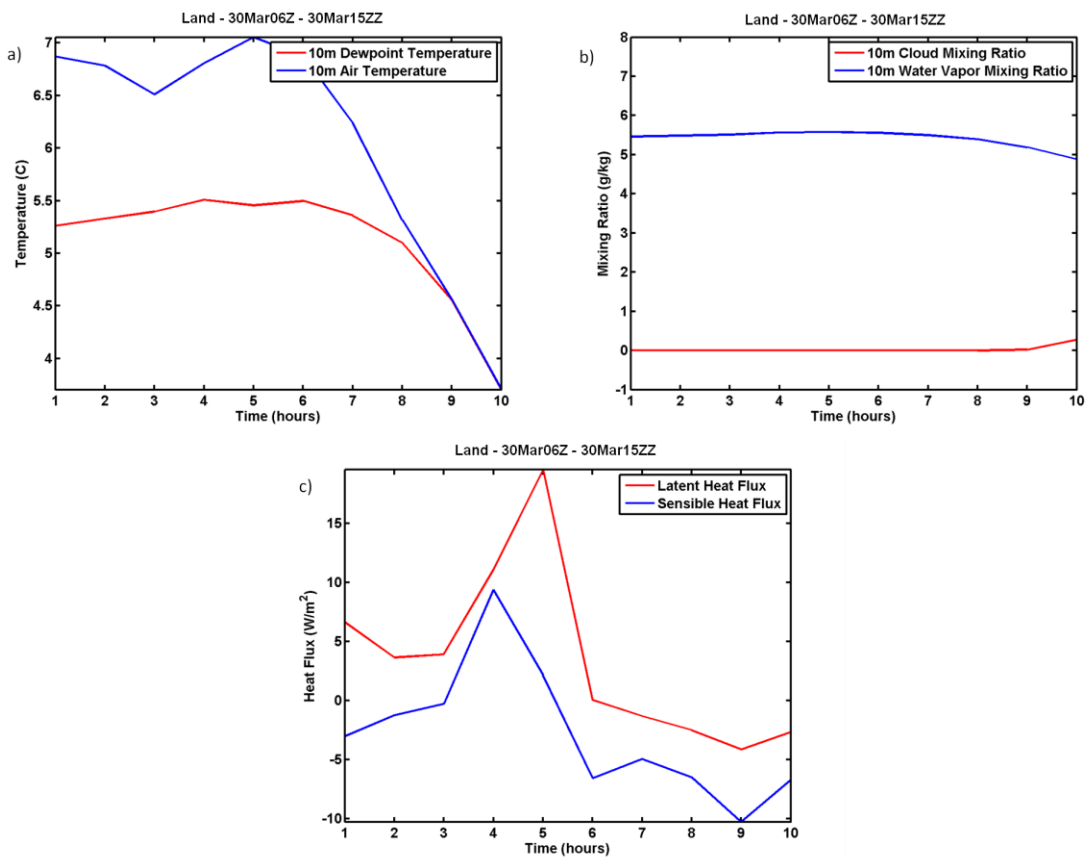 Land - 30Mar06Z - 30Mar15ZZ
a)
10m Dewpoint Temperature
10m Air Temperature
7
6.5
6
5.5
5
4.5
4
Temperature (C)
1 2 3 4 5 6 7 8 9 10
Time (hours)
Land - 30Mar06Z - 30Mar15ZZ
b)
10m Cloud Mixing Ratio
10m Water Vapor Mixing Ratio
8
7
6
5
4
3
2
1
0
-1
Mixing Ratio (g/kg)
1 2 3 4 5 6 7 8 9 10
Time (hours)
Land - 30Mar06Z - 30Mar15ZZ
c)
Latent Heat Flux
Sensible Heat Flux
15
10
5
0
-5
-10
Heat Flux (W/m²)
1 2 3 4 5 6 7 8 9 10
Time (hours)